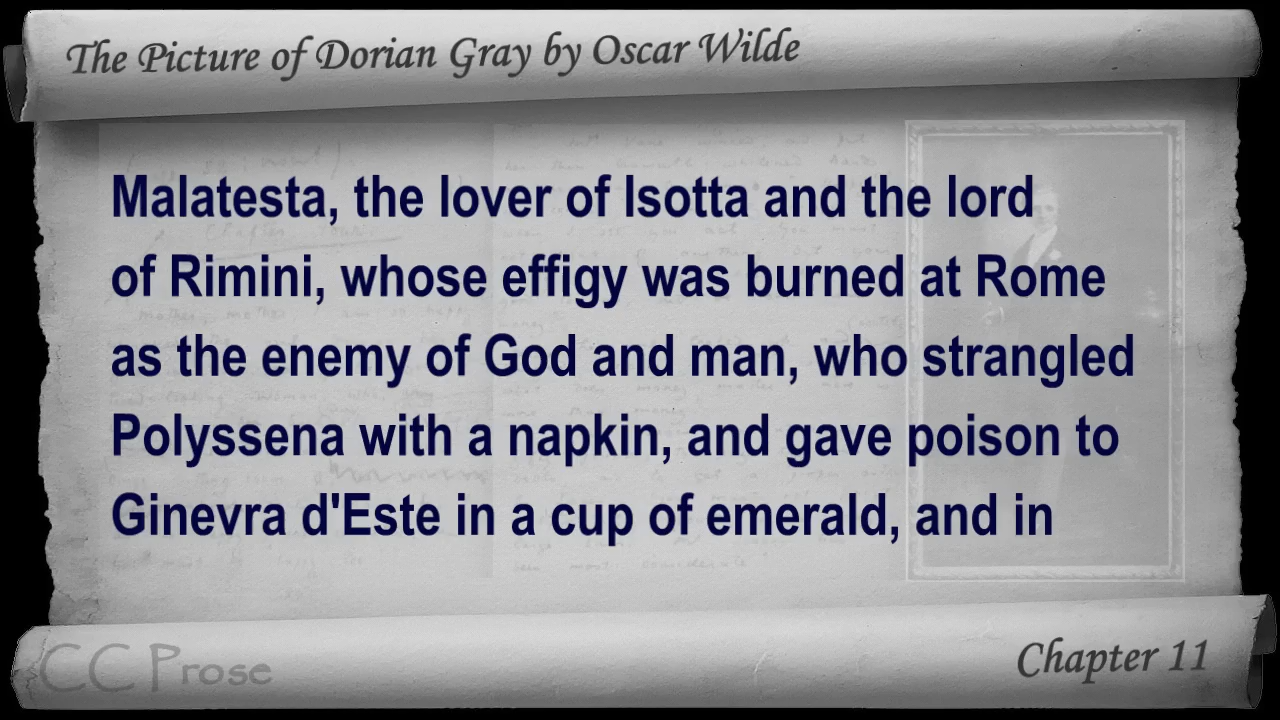 The Picture of Dorian Gray by Oscar Wilde
Malatesta, the lover of Isotta and the lord
of Rimini, whose effigy was burned at Rome
as the enemy of God and man, who strangled
Polyssena with a napkin, and gave poison to
Ginevra d'Este in a cup of emerald, and in
CC Prose
Chapter 11